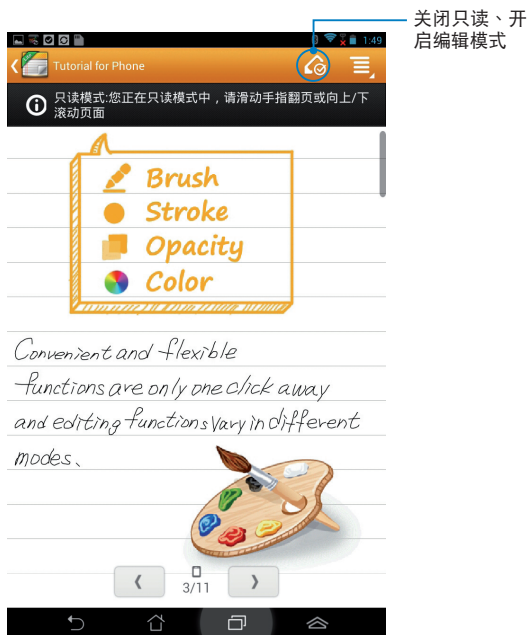 关闭只读、开
启编辑模式
1:49
Tutorial for Phone
只读模式:您正在只读模式中，请滑动手指翻页或向上/下
滚动页面
Brush
Stroke
Opacity
Color
Convenient and flexible
functions are only one click away
and editing functions vary in different
modes、
3/11